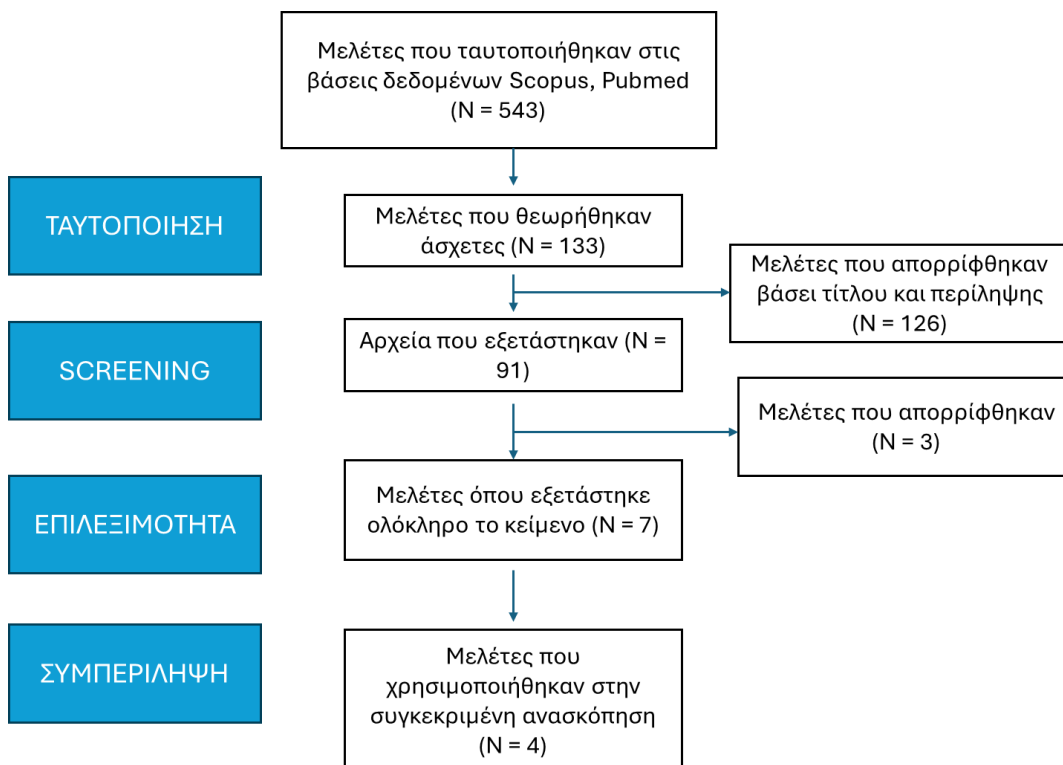 Μελέτες που ταυτοποιήθηκαν στις
βάσεις δεδομένων Scopus, Pubmed
(N = 543)
ΤΑΥΤΟΠΟΙΗΣΗ
Μελέτες που θεωρήθηκαν
άσχετες (N = 133)
Μελέτες που απορρίφθηκαν
βάσει τίτλου και περίληψης
(N = 126)
SCREENING
Αρχεία που εξετάστηκαν (N =
91)
Μελέτες που απορρίφθηκαν
(N = 3)
ΕΠΙΛΕΞΙΜΟΤΗΤΑ
Μελέτες όπου εξετάστηκε
ολόκληρο το κείμενο (N = 7)
ΣΥΜΠΕΡΙΛΗΨΗ
Μελέτες που
χρησιμοποιήθηκαν στην
συγκεκριμένη ανασκόπηση
(N = 4)